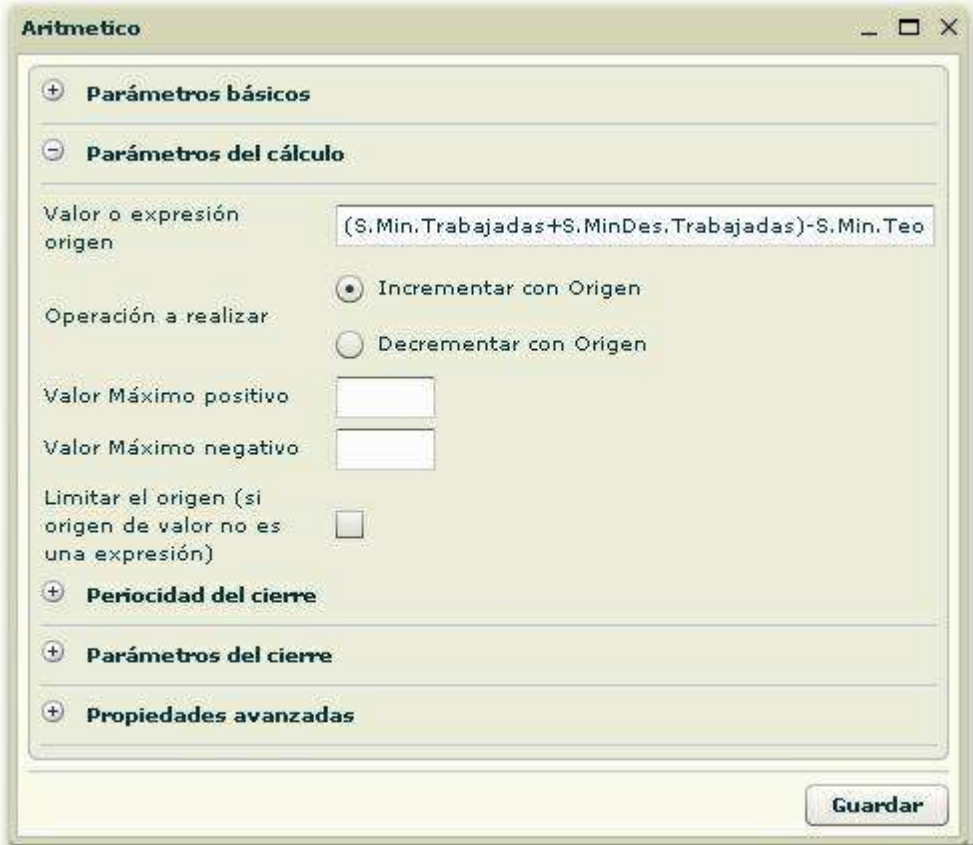 Aritmetico
Parámetros básicos
Parámetros del cálculo
Valor o expresión
origen
(S.Min.Trabajadas+S.MinDes.Trabajadas)-S.Min.Teo
Operación a realizar
Incrementar con Origen
Decrementar con Origen
Valor Máximo positivo
Valor Máximo negativo
Limitar el origen (si
origen de valor no es
una expresión)
Periocidad del cierre
Parámetros del cierre
Propiedades avanzadas
Guardar